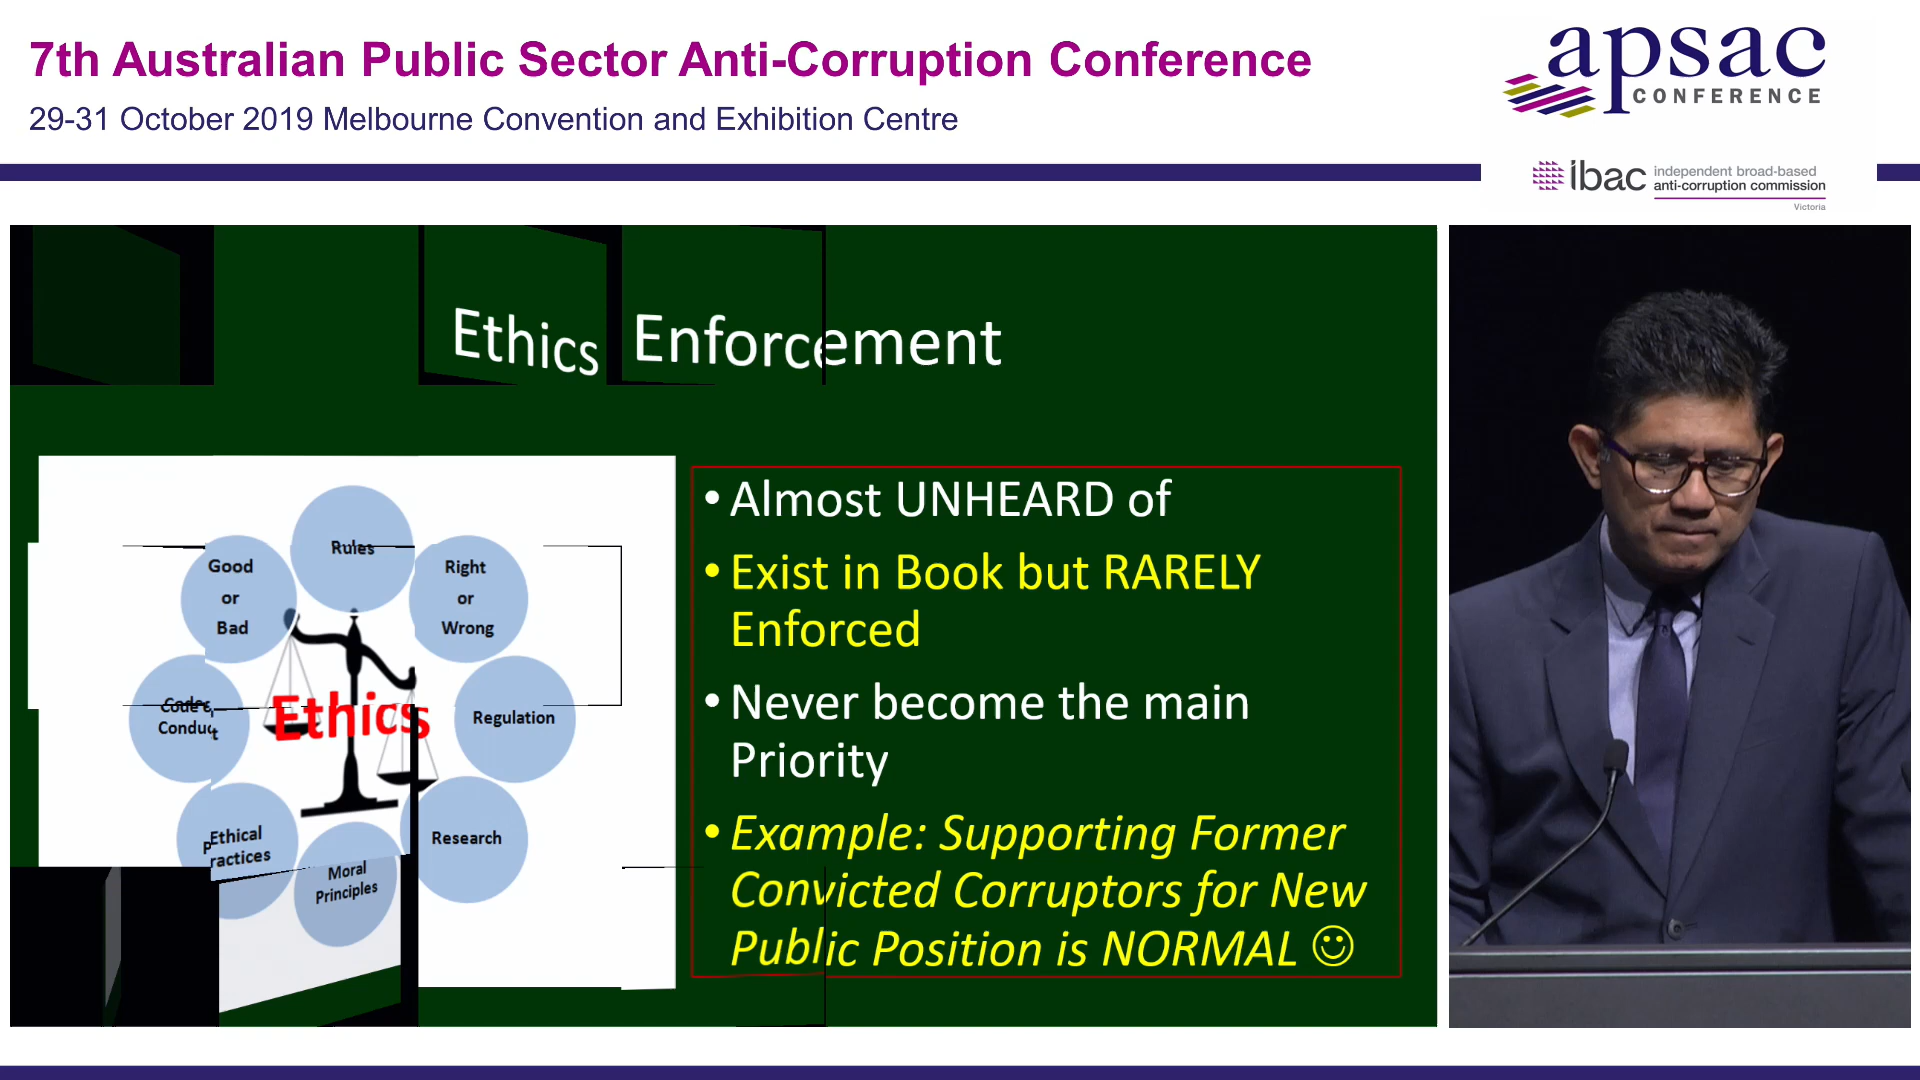 7th Australian Public Sector Anti-Corruption Conference
29-31 October 2019 Melbourne Convention and Exhibition Centre
apsac
CONFERENCE
ibac
independent broad-based
anti-corruption commission
Victoria
Ethics Enforcement
Rules
Good
or
Bad
Right
or
Wrong
Code of
Conduct
Ethics
Regulation
Ethical
Practices
Moral
Principles
Research
• Almost UNHEARD of
• Exist in Book but RARELY
Enforced
• Never become the main
Priority
• Example: Supporting Former
Convicted Corruptors for New
Public Position is NORMAL ☺